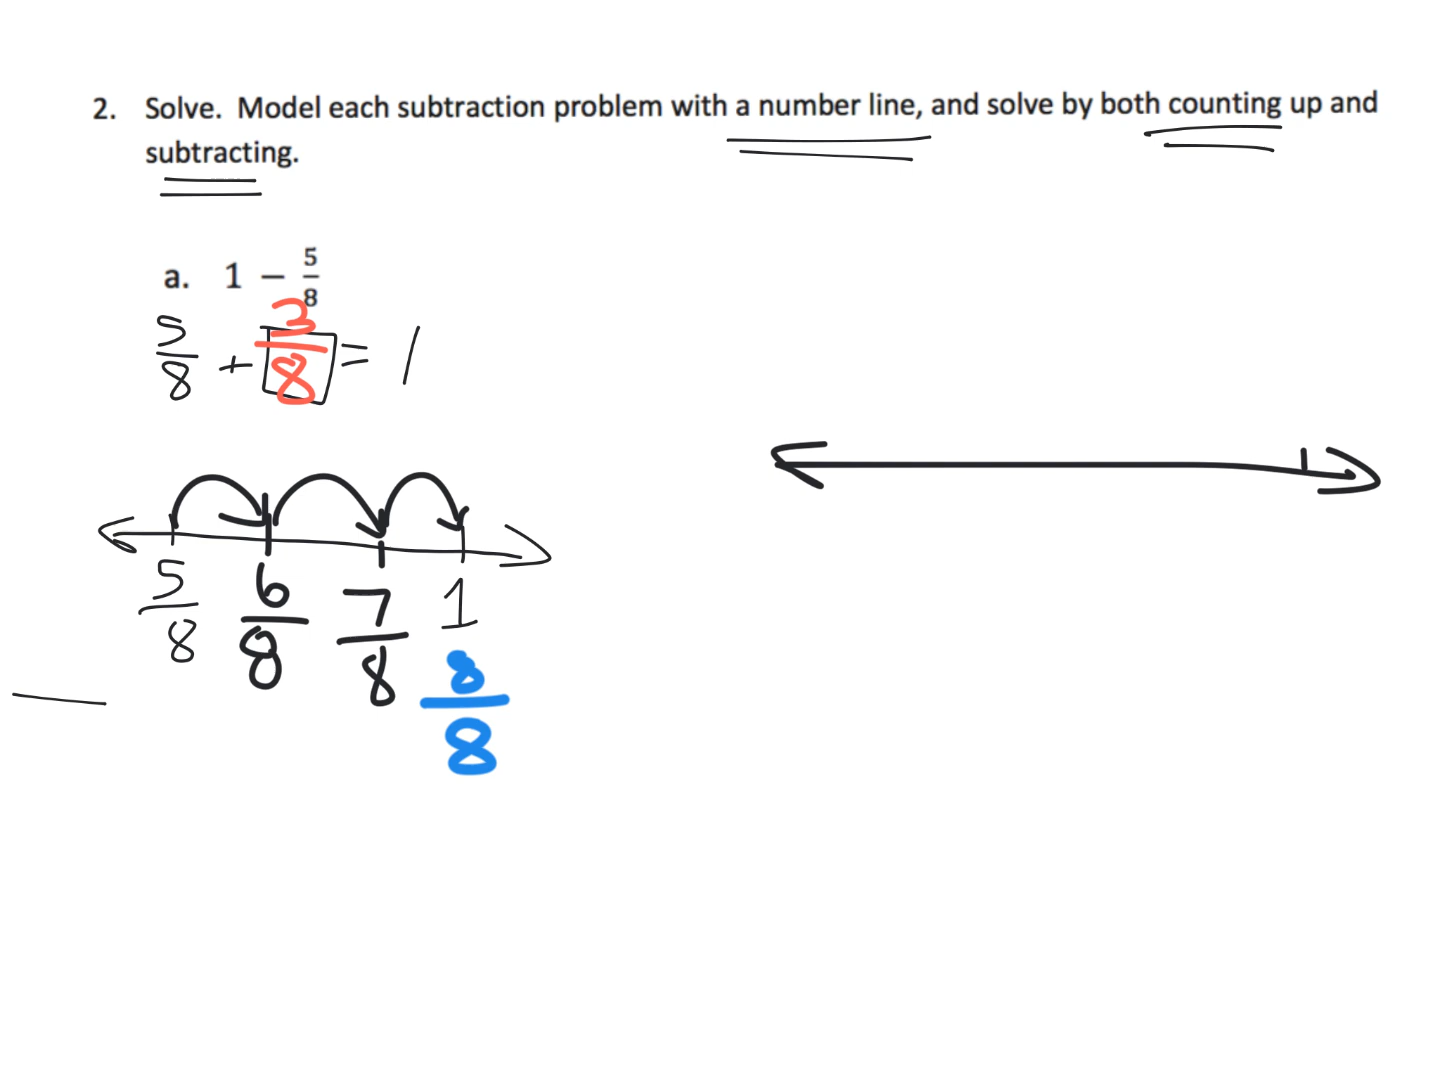 2. Solve. Model each subtraction problem with a number line, and solve by both counting up and
subtracting.
a. 1 − 5/8
5/8 + 3/8 = 1
5/8 6/8 7/8 1
8/8